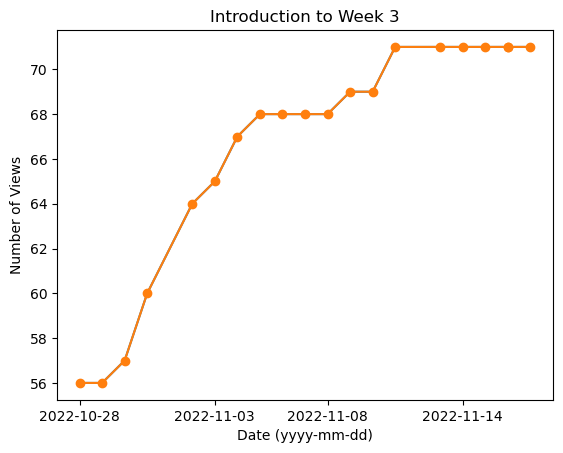 Introduction to Week 3
Number of Views
70
68
66
64
62
60
58
56
2022-10-28 2022-11-03 2022-11-08 2022-11-14
Date (yyyy-mm-dd)